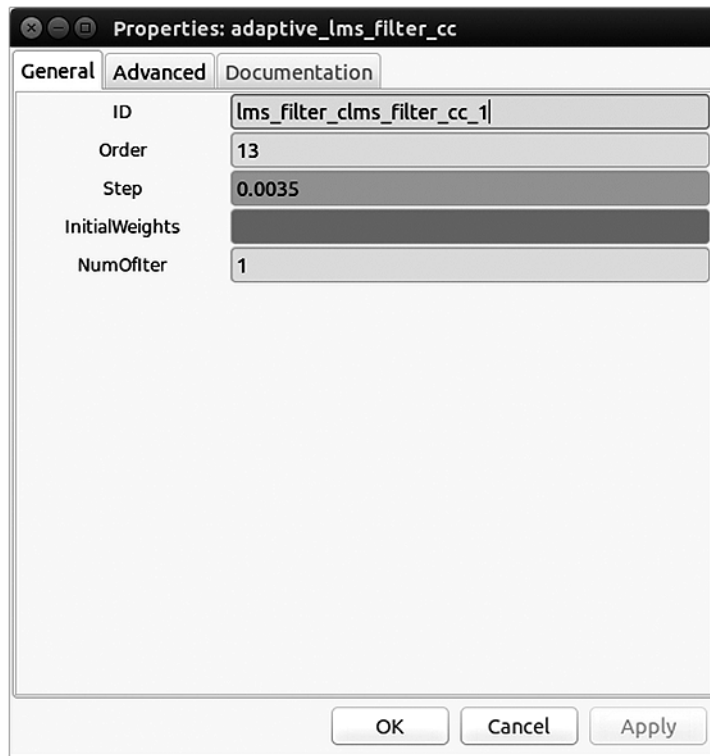 Properties: adaptive_lms_filter_cc
General Advanced Documentation
ID lms_filter_clms_filter_cc_1
Order 13
Step 0.0035
InitialWeights
NumOfIter 1
OK Cancel Apply